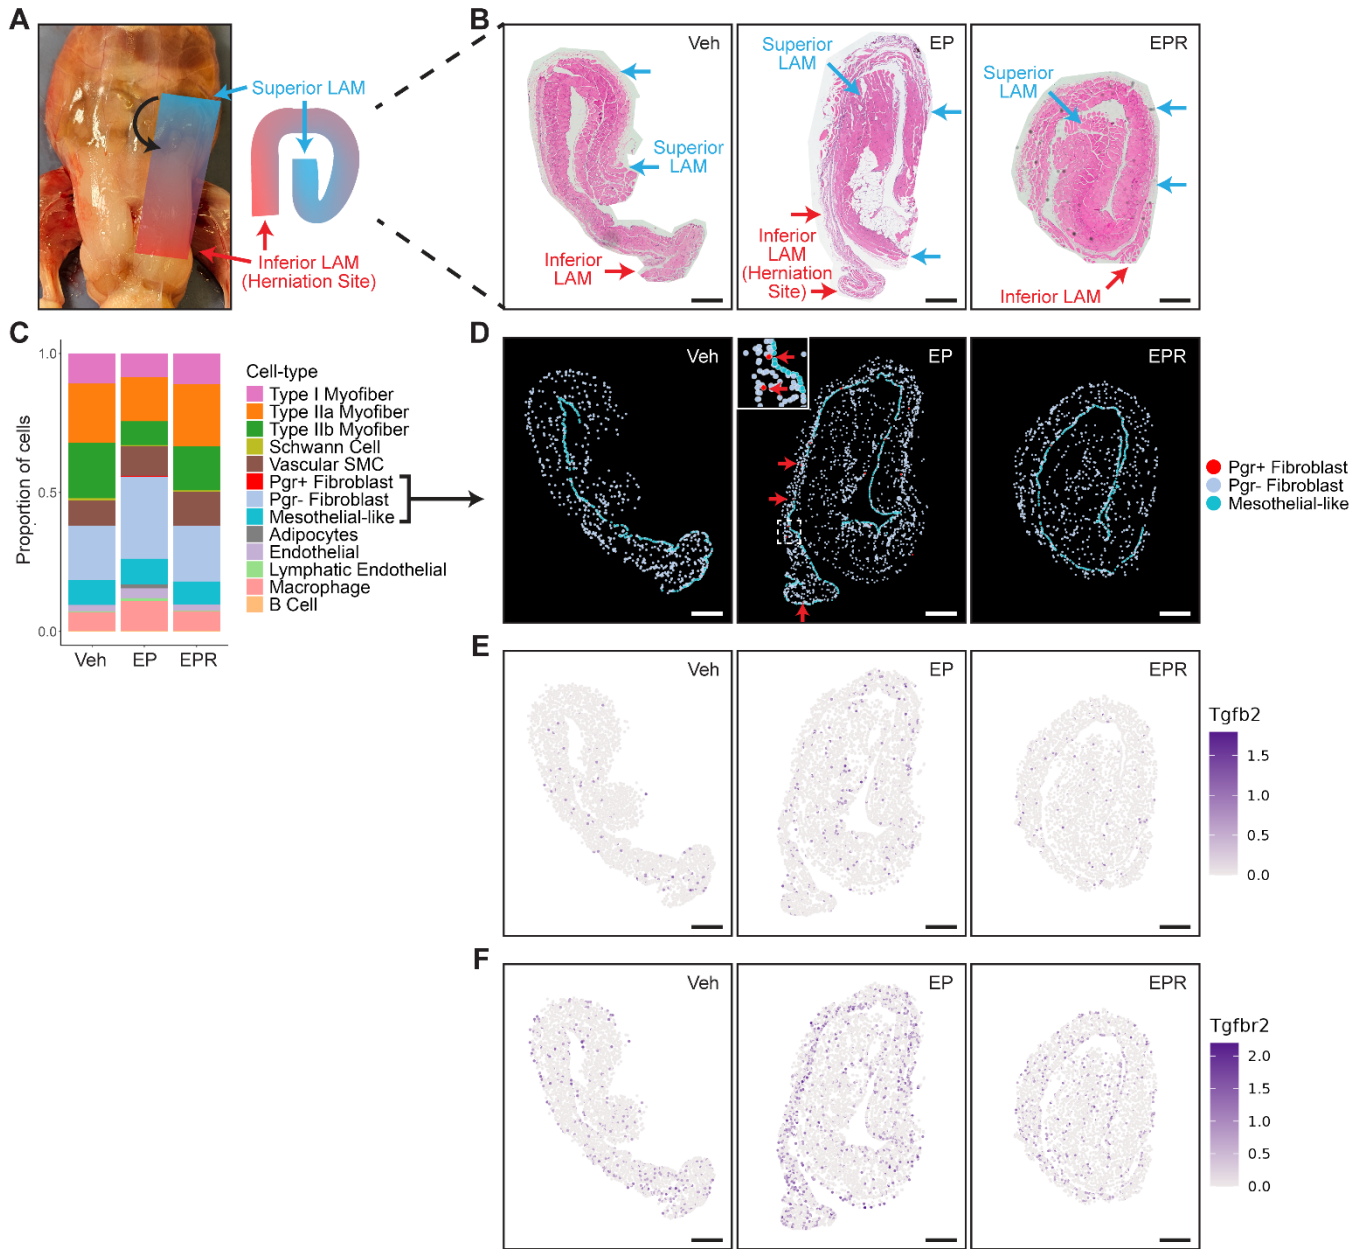 A
Superior LAM
Inferior LAM
(Herniation Site)
B
Veh
Superior
LAM
Inferior
LAM
EP
Superior
LAM
Inferior
LAM
(Herniation
Site)
EPR
Superior
LAM
Inferior LAM
C
Proportion of cells
1.0
0.5
0.0
Veh
EP
EPR
Cell-type
Type I Myofiber
Type IIa Myofiber
Type IIb Myofiber
Schwann Cell
Vascular SMC
Pgr+ Fibroblast
Pgr- Fibroblast
Mesothelial-like
Adipocytes
Endothelial
Lymphatic Endothelial
Macrophage
B Cell
D
Veh
EP
EPR
Pgr+ Fibroblast
Pgr- Fibroblast
Mesothelial-like
E
Veh
EP
EPR
Tgfb2
1.5
1.0
0.5
0.0
F
Veh
EP
EPR
Tgfbr2
2.0
1.5
1.0
0.5
0.0